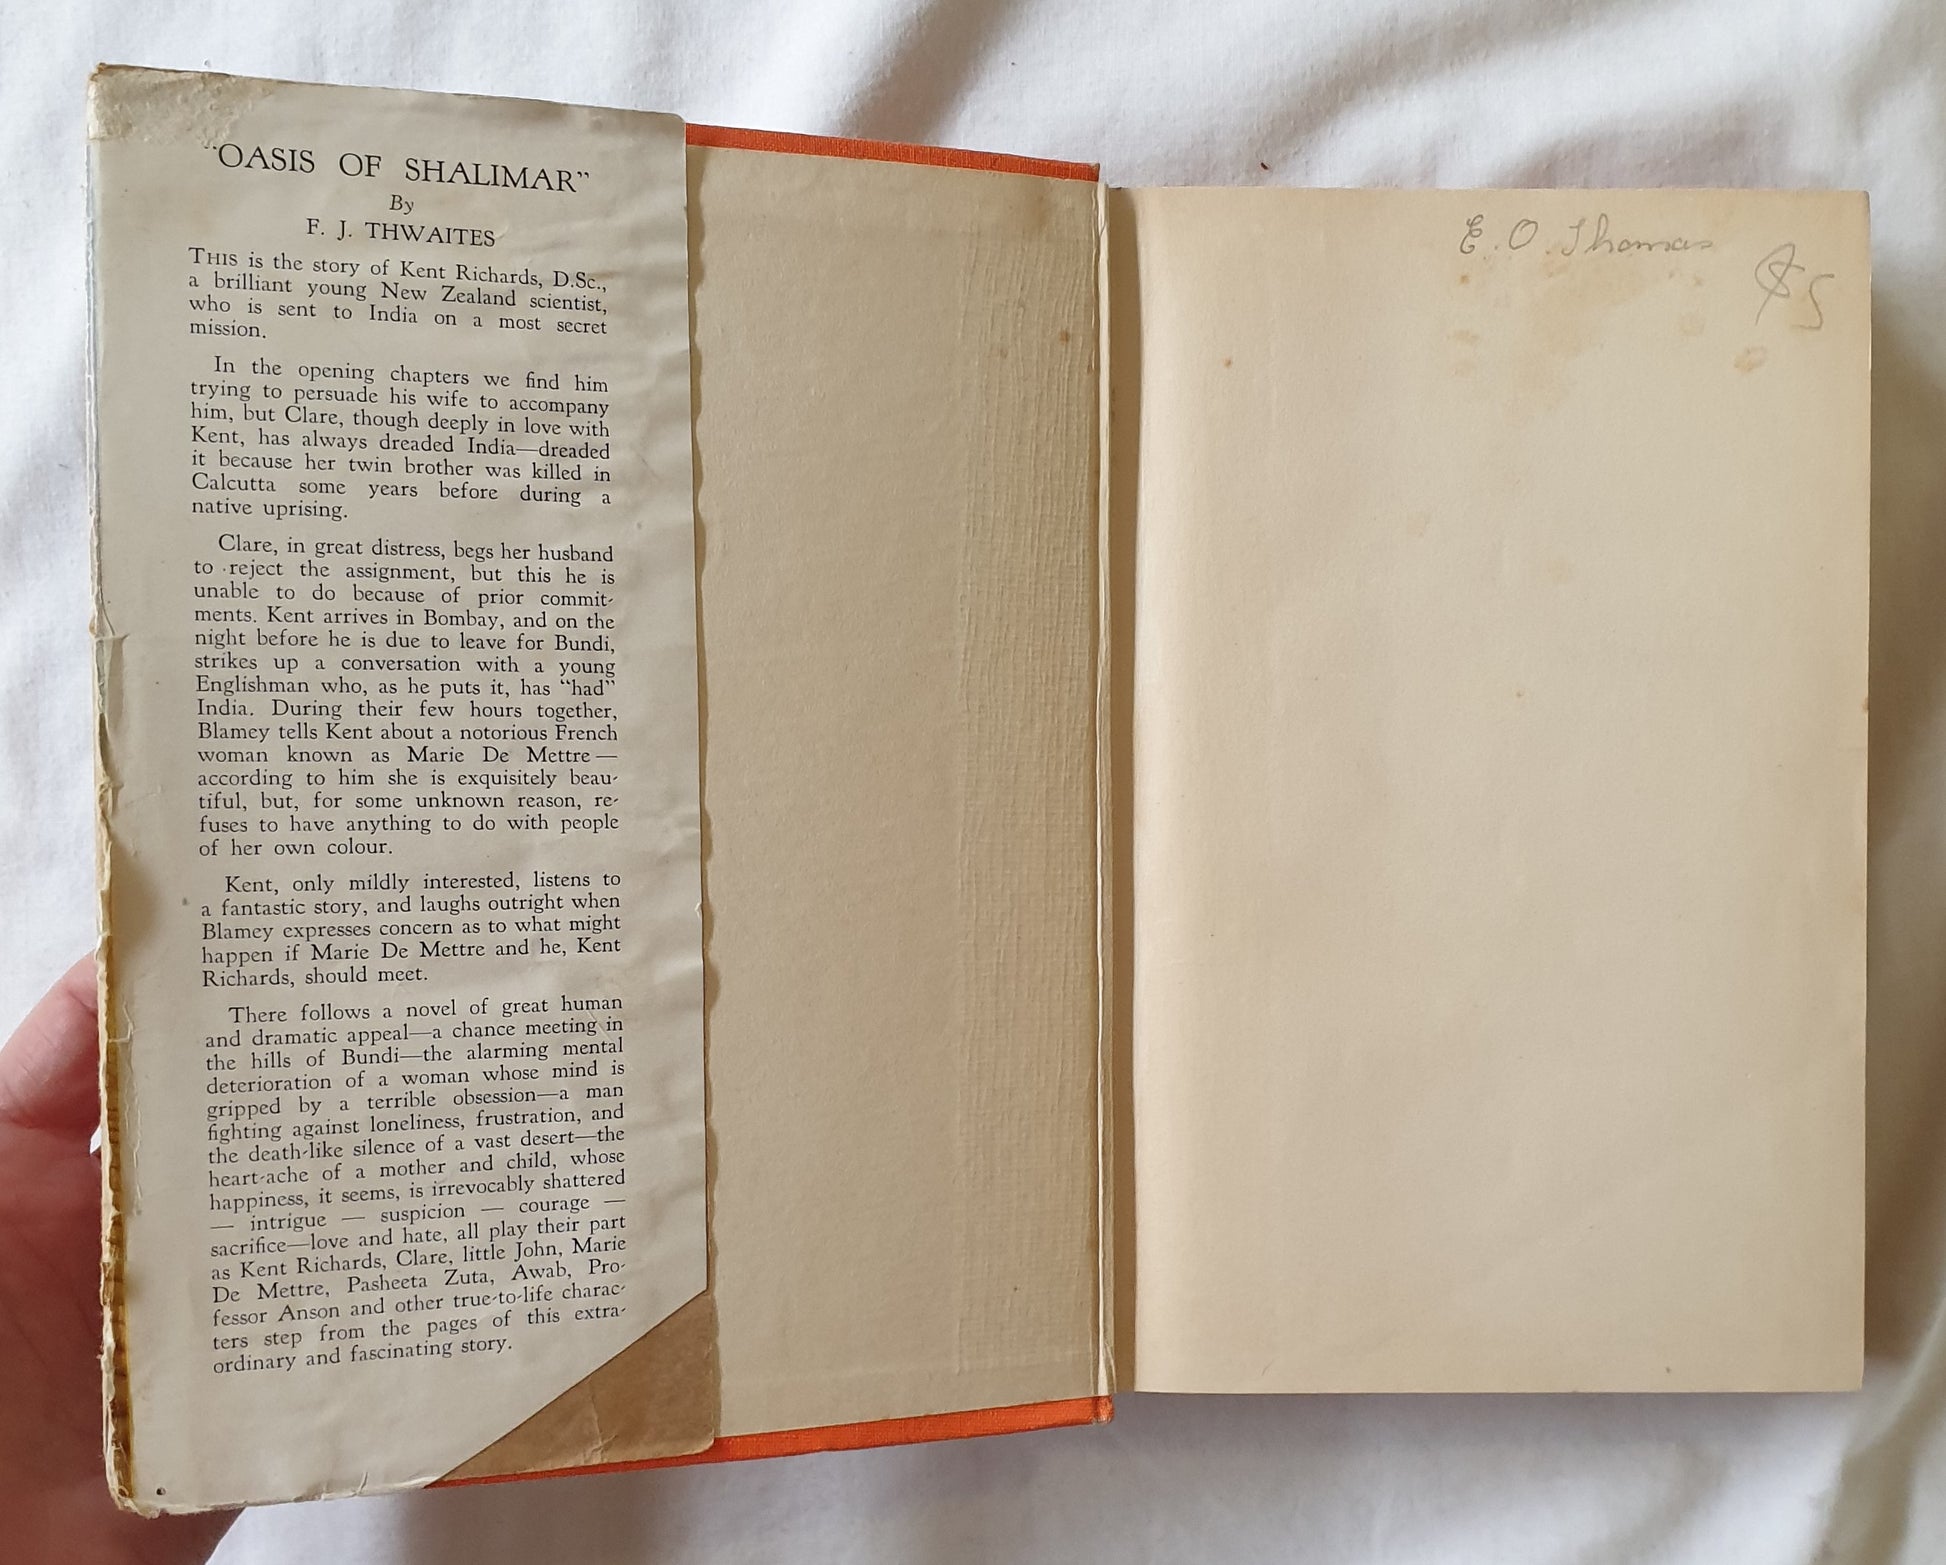 "OASIS OF SHALIMAR"
By
F. J. THWAITES
THIS is the story of Kent Richards, D.Sc.,
a brilliant young New Zealand scientist,
who is sent to India on a most secret
mission.
In the opening chapters we find him
trying to persuade his wife to accompany
him, but Clare, though deeply in love with
Kent, has always dreaded India—dreaded
it because her twin brother was killed in
Calcutta some years before during a
native uprising.
Clare, in great distress, begs her husband
to reject the assignment, but this he is
unable to do because of prior commit-
ments. Kent arrives in Bombay, and on the
night before he is due to leave for Bundi,
strikes up a conversation with a young
Englishman who, as he puts it, has "had"
India. During their few hours together,
Blamey tells Kent about a notorious French
woman known as Marie De Mettre —
according to him she is exquisitely beau-
tiful, but, for some unknown reason, re-
fuses to have anything to do with people
of her own colour.
Kent, only mildly interested, listens to
a fantastic story, and laughs outright when
Blamey expresses concern as to what might
happen if Marie De Mettre and he, Kent
Richards, should meet.
There follows a novel of great human
and dramatic appeal—a chance meeting in
the hills of Bundi—the alarming mental
deterioration of a woman whose mind is
gripped by a terrible obsession—a man
fighting against loneliness, frustration, and
the death-like silence of a vast desert—the
heart-ache of a mother and child, whose
happiness, it seems, is irrevocably shattered
— intrigue — suspicion — courage —
sacrifice—love and hate, all play their part
as Kent Richards, Clare, little John, Marie
De Mettre, Pasheeta Zuta, Awab, Pro-
fessor Anson and other true-to-life charac-
ters step from the pages of this extra-
ordinary and fascinating story.
E. O. Thomas
$5